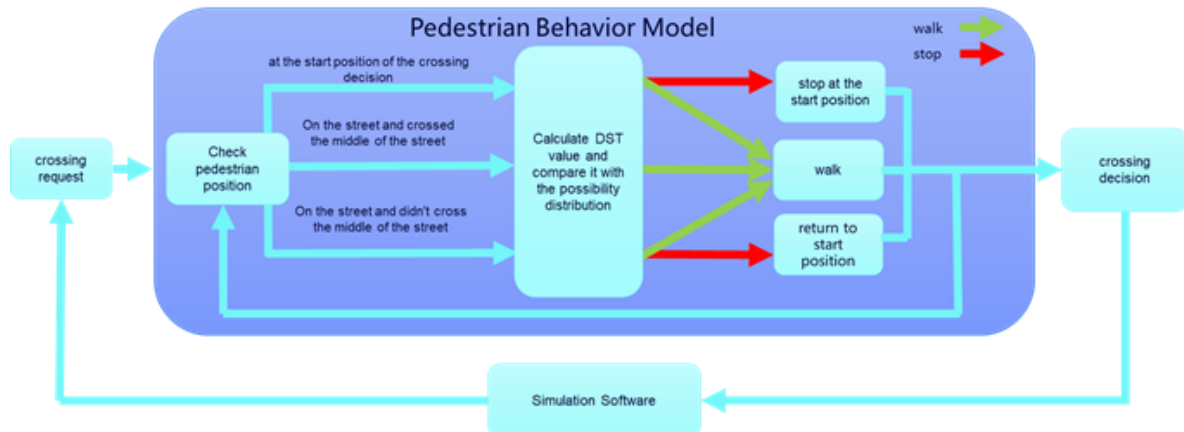 Pedestrian Behavior Model
walk
stop
at the start position of the crossing
decision
On the street and crossed
the middle of the street
On the street and didn't cross
the middle of the street
crossing
request
Check
pedestrian
position
Calculate DST
value and
compare it with
the possibility
distribution
stop at the
start position
walk
return to
start
position
crossing
decision
Simulation Software